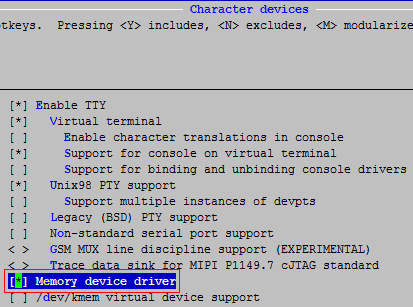 Character devices
otkeys.  Pressing <Y> includes, <N> excludes, <M> modularize
[*] Enable TTY
[*]   Virtual terminal
[ ]     Enable character translations in console
[*]     Support for console on virtual terminal
[ ]     Support for binding and unbinding console drivers
[*]   Unix98 PTY support
[ ]     Support multiple instances of devpts
[ ]   Legacy (BSD) PTY support
[ ]   Non-standard serial port support
< >   GSM MUX line discipline support (EXPERIMENTAL)
< >   Trace data sink for MIPI P1149.7 cJTAG standard
[*] Memory device driver
[ ] /dev/kmem virtual device support